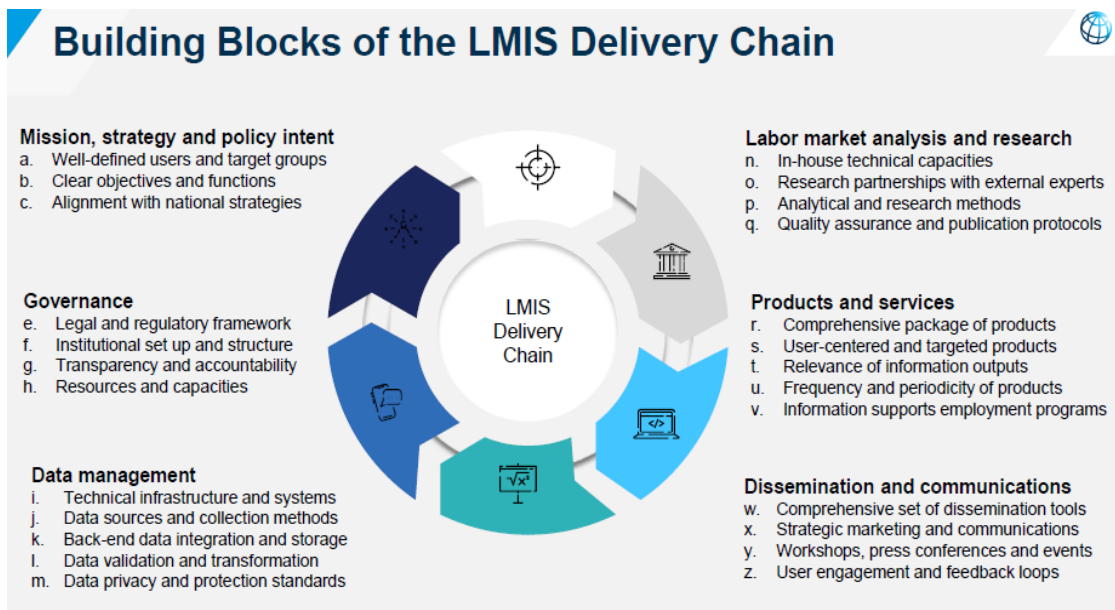 Building Blocks of the LMIS Delivery Chain
Mission, strategy and policy intent
a. Well-defined users and target groups
b. Clear objectives and functions
c. Alignment with national strategies
Governance
e. Legal and regulatory framework
f. Institutional set up and structure
g. Transparency and accountability
h. Resources and capacities
Data management
i. Technical infrastructure and systems
j. Data sources and collection methods
k. Back-end data integration and storage
l. Data validation and transformation
m. Data privacy and protection standards
LMIS
Delivery
Chain
</>
√x²
Labor market analysis and research
n. In-house technical capacities
o. Research partnerships with external experts
p. Analytical and research methods
q. Quality assurance and publication protocols
Products and services
r. Comprehensive package of products
s. User-centered and targeted products
t. Relevance of information outputs
u. Frequency and periodicity of products
v. Information supports employment programs
Dissemination and communications
w. Comprehensive set of dissemination tools
x. Strategic marketing and communications
y. Workshops, press conferences and events
z. User engagement and feedback loops